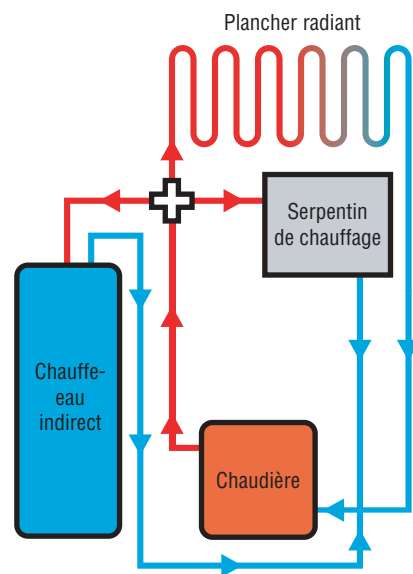 Plancher radiant
Serpentin
de chauffage
Chauffe-
eau
indirect
Chaudière